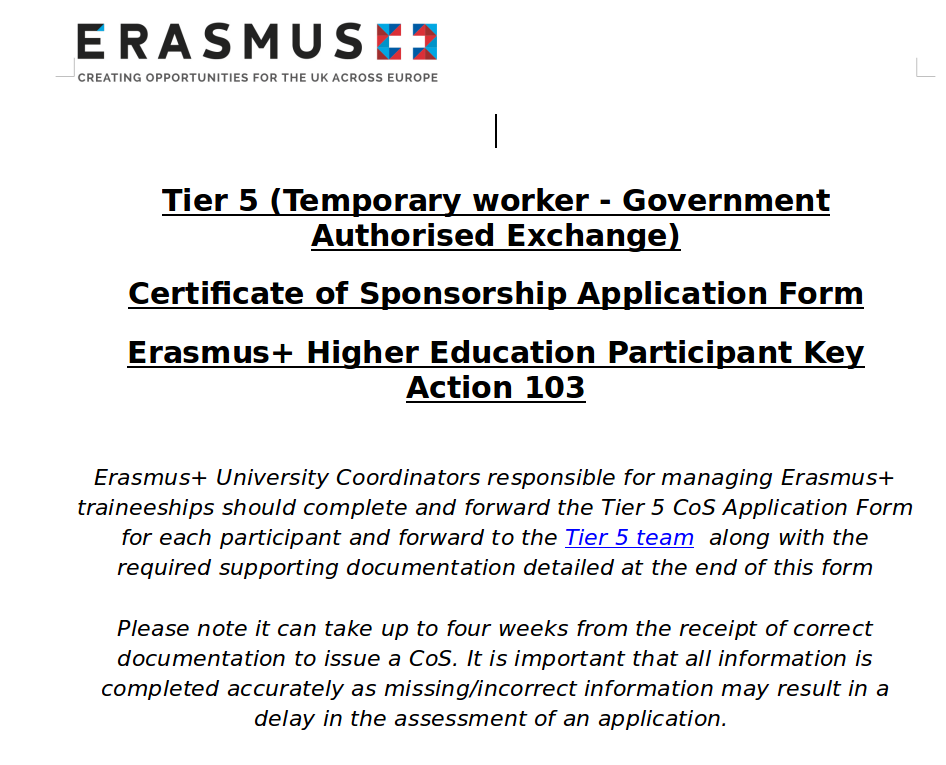 ERASMUS+
CREATING OPPORTUNITIES FOR THE UK ACROSS EUROPE
Tier 5 (Temporary worker - Government
Authorised Exchange)
Certificate of Sponsorship Application Form
Erasmus+ Higher Education Participant Key
Action 103
Erasmus+ University Coordinators responsible for managing Erasmus+
traineeships should complete and forward the Tier 5 CoS Application Form
for each participant and forward to the Tier 5 team along with the
required supporting documentation detailed at the end of this form
Please note it can take up to four weeks from the receipt of correct
documentation to issue a CoS. It is important that all information is
completed accurately as missing/incorrect information may result in a
delay in the assessment of an application.